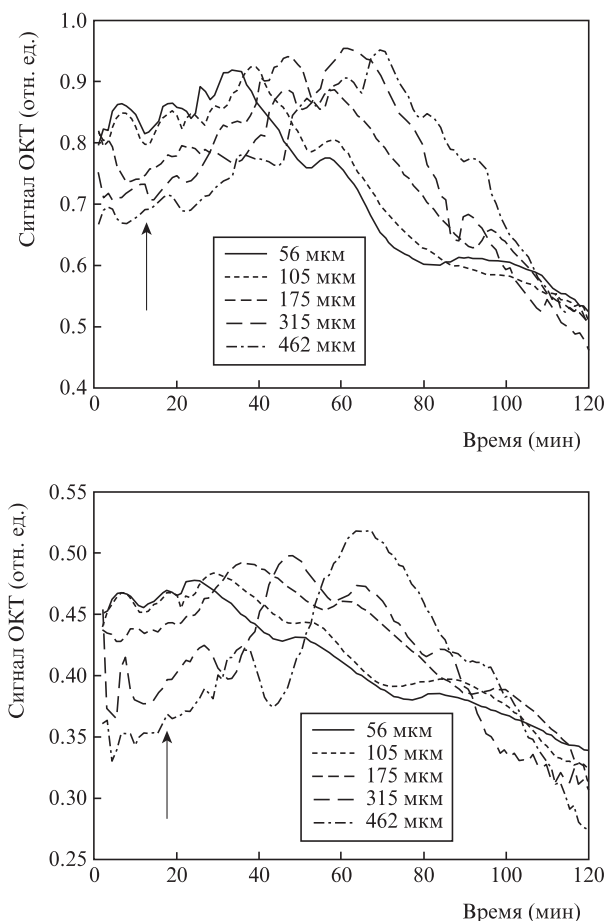 Сигнал ОКТ (отн. ед.)
1.0
0.9
0.8
0.7
0.6
0.5
0.4
56 мкм
105 мкм
175 мкм
315 мкм
462 мкм
0 20 40 60 80 100 120
Время (мин)
Сигнал ОКТ (отн. ед.)
0.55
0.50
0.45
0.40
0.35
0.30
0.25
56 мкм
105 мкм
175 мкм
315 мкм
462 мкм
0 20 40 60 80 100 120
Время (мин)